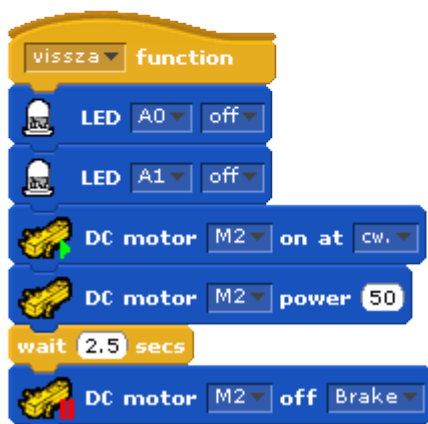 vissza function
LED A0 off
LED A1 off
DC motor M2 on at cw.
DC motor M2 power 50
wait 2.5 secs
DC motor M2 off Brake